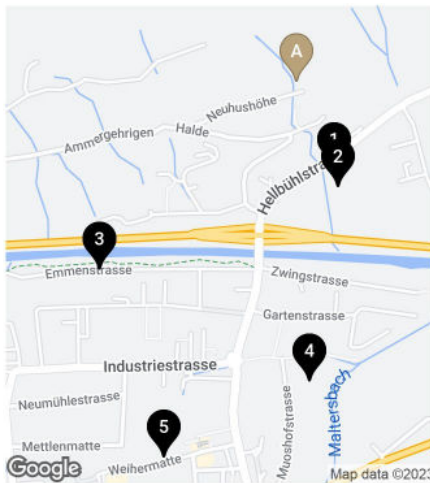 A
Neuhushöhe
Ammergehrigen Halde
1
2
Hellbühlstra
3
Emmenstrasse
Zwingstrasse
Gartenstrasse
Industriestrasse
4
Neumühlestrasse
Muoshofstrasse
Maltersbach
5
Mettlenmatte
Weihermatte
Google
Map data ©2023